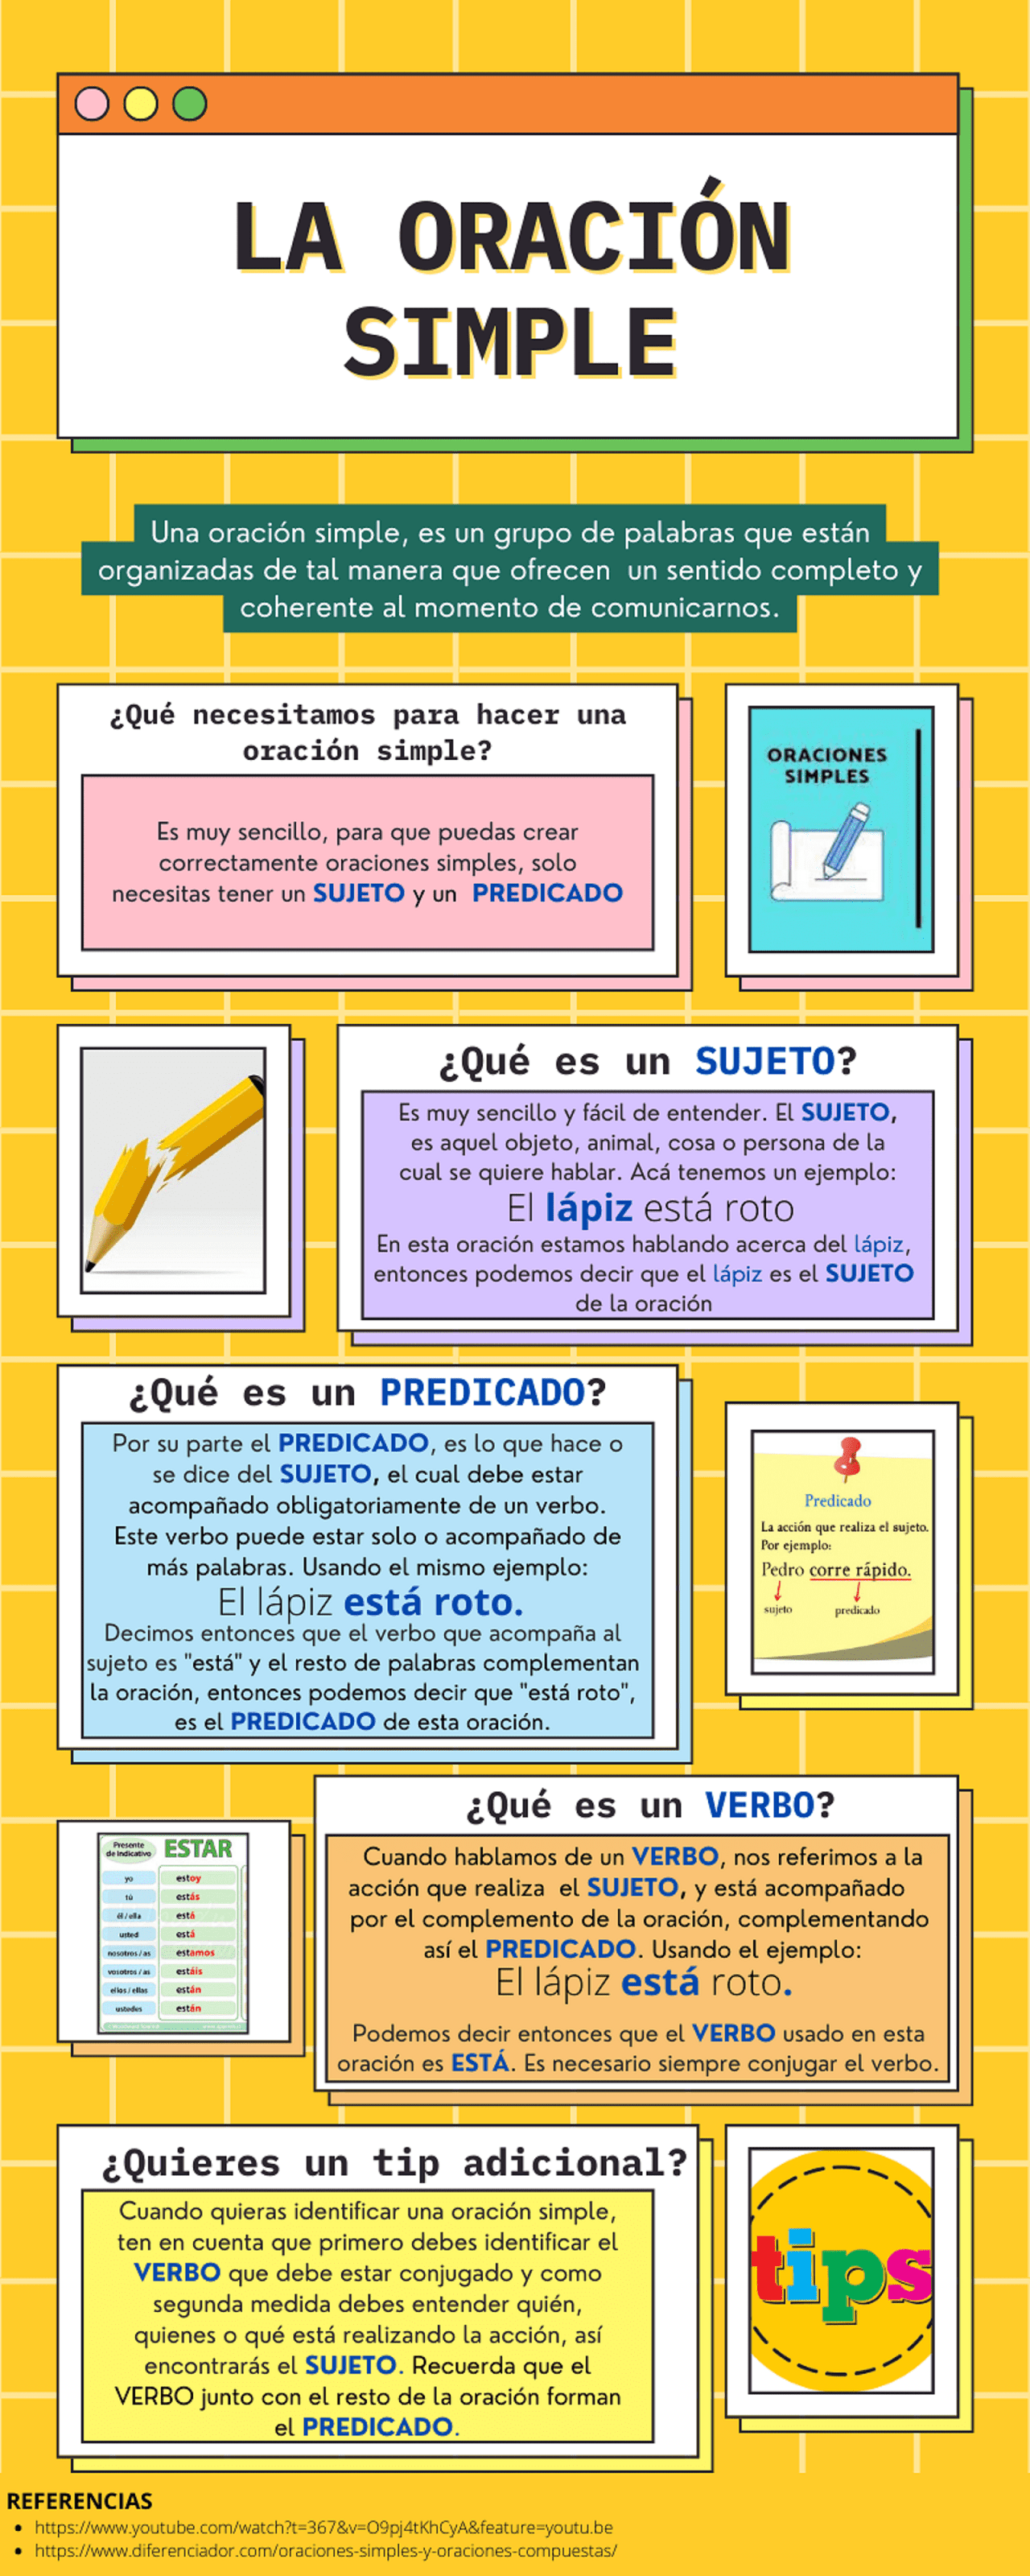 LA ORACIÓN
SIMPLE
Una oración simple, es un grupo de palabras que están
organizadas de tal manera que ofrecen un sentido completo y
coherente al momento de comunicarnos.
¿Qué necesitamos para hacer una
oración simple?
Es muy sencillo, para que puedas crear
correctamente oraciones simples, solo
necesitas tener un SUJETO y un PREDICADO
ORACIONES
SIMPLES
¿Qué es un SUJETO?
Es muy sencillo y fácil de entender. El SUJETO,
es aquel objeto, animal, cosa o persona de la
cual se quiere hablar. Acá tenemos un ejemplo:
El lápiz está roto
En esta oración estamos hablando acerca del lápiz,
entonces podemos decir que el lápiz es el SUJETO
de la oración
¿Qué es un PREDICADO?
Por su parte el PREDICADO, es lo que hace o
se dice del SUJETO, el cual debe estar
acompañado obligatoriamente de un verbo.
Este verbo puede estar solo o acompañado de
más palabras. Usando el mismo ejemplo:
El lápiz está roto.
Decimos entonces que el verbo que acompaña al
sujeto es "está" y el resto de palabras complementan
la oración, entonces podemos decir que "está roto",
es el PREDICADO de esta oración.
Predicado
La acción que realiza el sujeto.
Por ejemplo:
Pedro corre rápido.
sujeto predicado
¿Qué es un VERBO?
Cuando hablamos de un VERBO, nos referimos a la
acción que realiza el SUJETO, y está acompañado
por el complemento de la oración, complementando
así el PREDICADO. Usando el ejemplo:
El lápiz está roto.
Podemos decir entonces que el VERBO usado en esta
oración es ESTÁ. Es necesario siempre conjugar el verbo.
Presente
de Indicativo
ESTAR
yo estoy
tú estás
él / ella está
usted está
nosotros / as estamos
vosotros / as estáis
ellos / ellas están
ustedes están
¿Quieres un tip adicional?
Cuando quieras identificar una oración simple,
ten en cuenta que primero debes identificar el
VERBO que debe estar conjugado y como
segunda medida debes entender quién,
quienes o qué está realizando la acción, así
encontrarás el SUJETO. Recuerda que el
VERBO junto con el resto de la oración forman
el PREDICADO.
tips
REFERENCIAS
• https://www.youtube.com/watch?t=367&v=O9pj4tKhCyA&feature=youtu.be
• https://www.diferenciador.com/oraciones-simples-y-oraciones-compuestas/